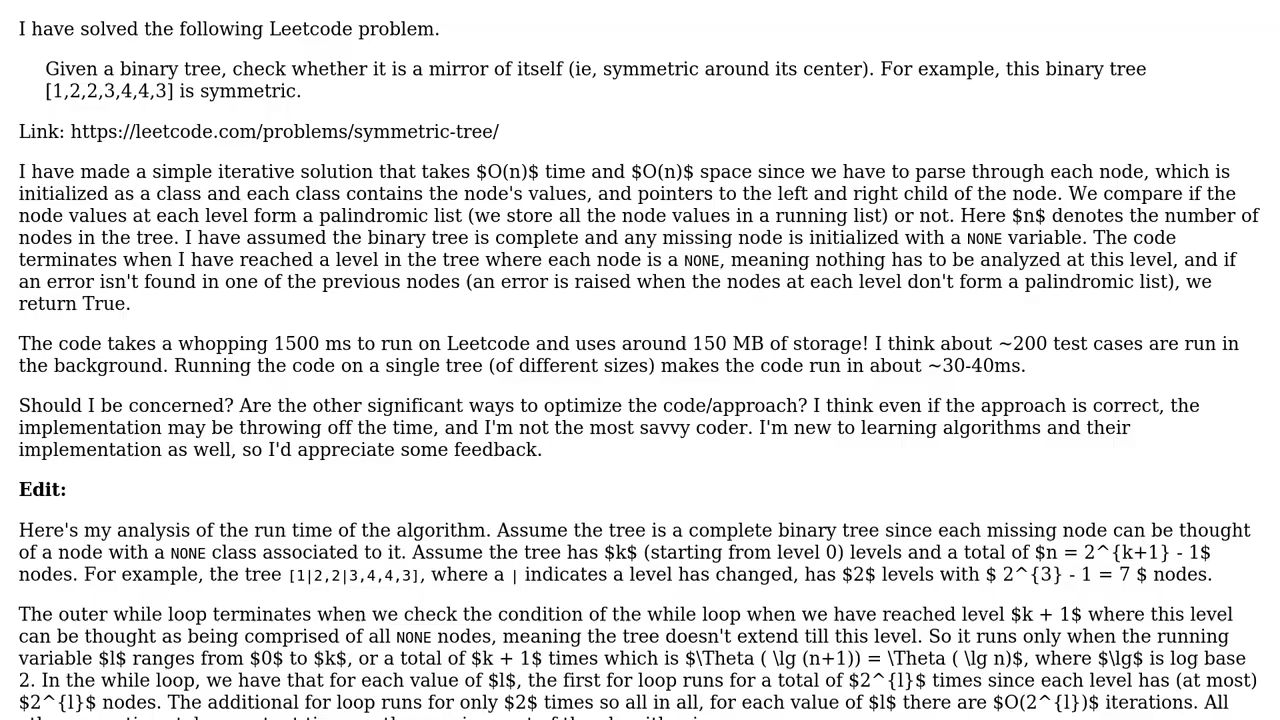 I have solved the following Leetcode problem.
Given a binary tree, check whether it is a mirror of itself (ie, symmetric around its center). For example, this binary tree
[1,2,2,3,4,4,3] is symmetric.
Link: https://leetcode.com/problems/symmetric-tree/
I have made a simple iterative solution that takes $O(n)$ time and $O(n)$ space since we have to parse through each node, which is
initialized as a class and each class contains the node's values, and pointers to the left and right child of the node. We compare if the
node values at each level form a palindromic list (we store all the node values in a running list) or not. Here $n$ denotes the number of
nodes in the tree. I have assumed the binary tree is complete and any missing node is initialized with a NONE variable. The code
terminates when I have reached a level in the tree where each node is a NONE, meaning nothing has to be analyzed at this level, and if
an error isn't found in one of the previous nodes (an error is raised when the nodes at each level don't form a palindromic list), we
return True.
The code takes a whopping 1500 ms to run on Leetcode and uses around 150 MB of storage! I think about ~200 test cases are run in
the background. Running the code on a single tree (of different sizes) makes the code run in about ~30-40ms.
Should I be concerned? Are the other significant ways to optimize the code/approach? I think even if the approach is correct, the
implementation may be throwing off the time, and I'm not the most savvy coder. I'm new to learning algorithms and their
implementation as well, so I'd appreciate some feedback.
Edit:
Here's my analysis of the run time of the algorithm. Assume the tree is a complete binary tree since each missing node can be thought
of a node with a NONE class associated to it. Assume the tree has $k$ (starting from level 0) levels and a total of $n = 2^{k+1} - 1$
nodes. For example, the tree [1|2,2|3,4,4,3], where a | indicates a level has changed, has $2$ levels with $ 2^{3} - 1 = 7 $ nodes.
The outer while loop terminates when we check the condition of the while loop when we have reached level $k + 1$ where this level
can be thought as being comprised of all NONE nodes, meaning the tree doesn't extend till this level. So it runs only when the running
variable $l$ ranges from $0$ to $k$, or a total of $k + 1$ times which is $\Theta ( \lg (n+1)) = \Theta ( \lg n)$, where $\lg$ is log base
2. In the while loop, we have that for each value of $l$, the first for loop runs for a total of $2^{l}$ times since each level has (at most)
$2^{l}$ nodes. The additional for loop runs for only $2$ times so all in all, for each value of $l$ there are $O(2^{l})$ iterations. All